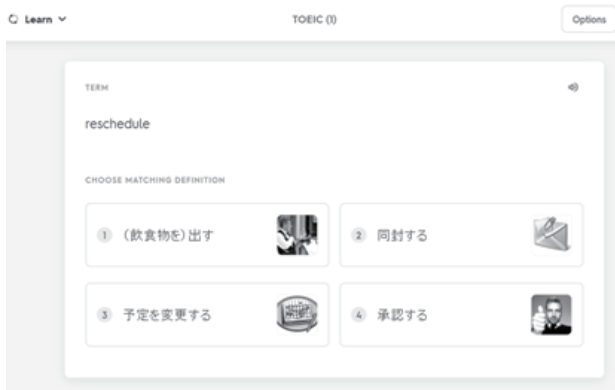 Learn
TOEIC (1)
Options
TERM
reschedule
CHOOSE MATCHING DEFINITION
1 (飲食物を)出す
2 同封する
3 予定を変更する
4 承認する